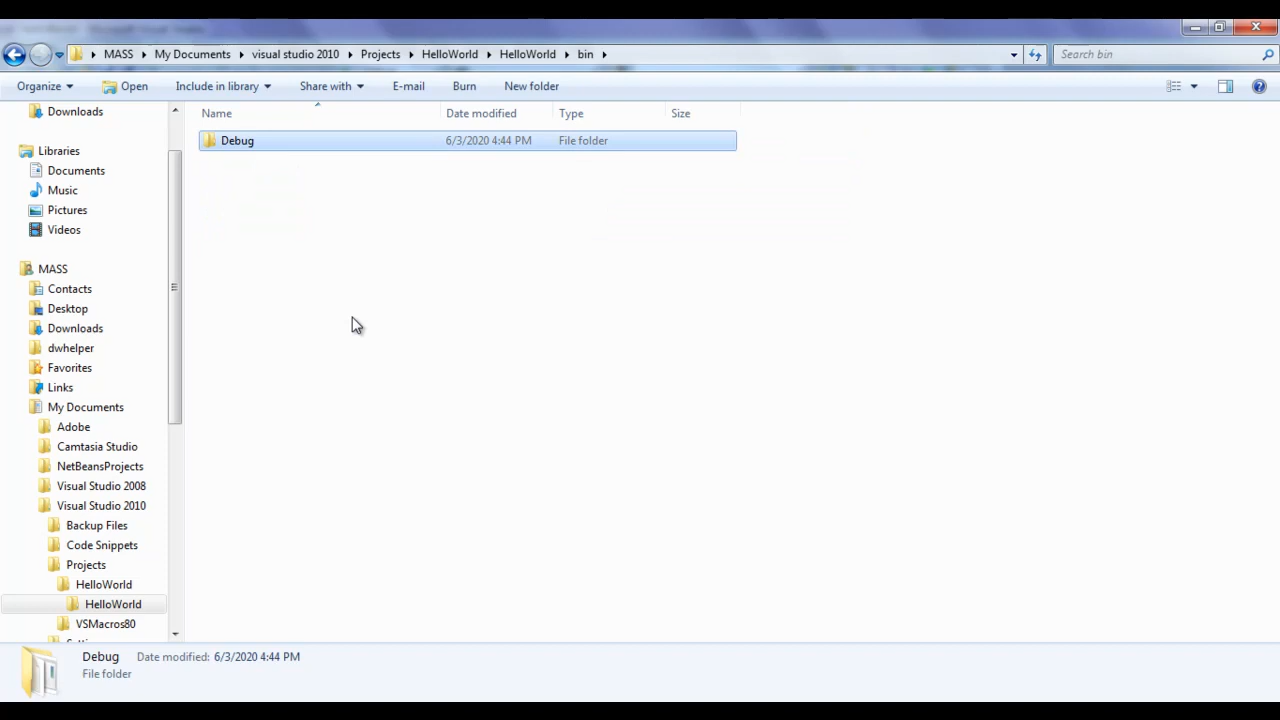 MASS My Documents visual studio 2010 Projects HelloWorld HelloWorld bin Search bin
Organize Open Include in library Share with E-mail Burn New folder
Name Date modified Type Size
Debug 6/3/2020 4:44 PM File folder
Downloads
Libraries
Documents
Music
Pictures
Videos
MASS
Contacts
Desktop
Downloads
dwhelper
Favorites
Links
My Documents
Adobe
Camtasia Studio
NetBeansProjects
Visual Studio 2008
Visual Studio 2010
Backup Files
Code Snippets
Projects
HelloWorld
HelloWorld
VSMacros80
Debug Date modified: 6/3/2020 4:44 PM
File folder